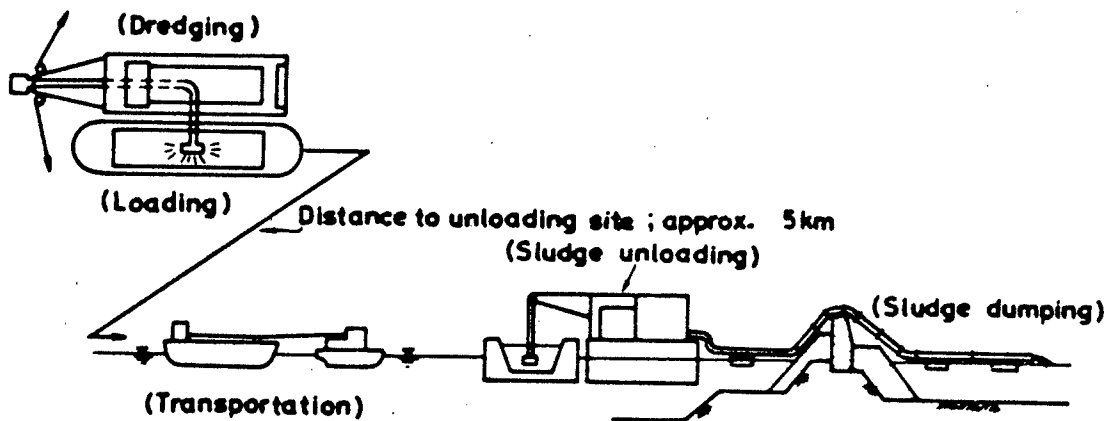 (Dredging)
(Loading)
Distance to unloading site ; approx. 5km
(Sludge unloading)
(Sludge dumping)
(Transportation)